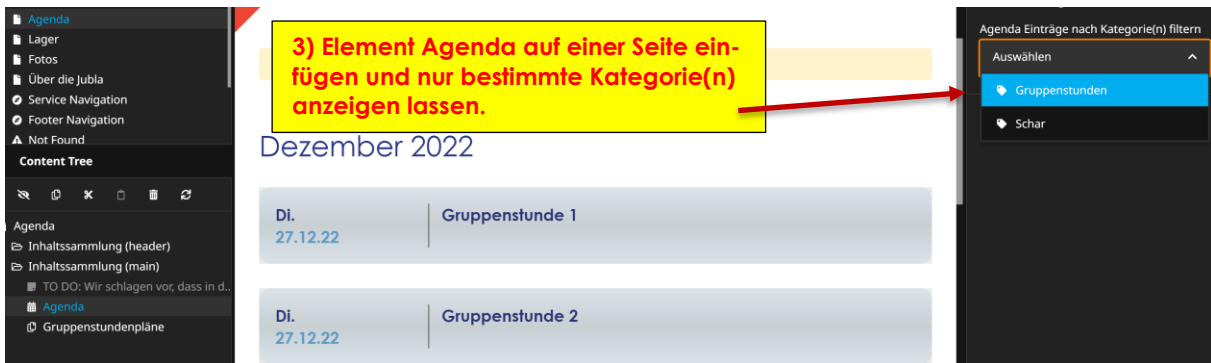 Agenda
Lager
Fotos
Über die Jubla
Service Navigation
Footer Navigation
Not Found
Content Tree
Agenda
Inhaltssammlung (header)
Inhaltssammlung (main)
TO DO: Wir schlagen vor, dass in d..
Agenda
Gruppenstundenpläne
3) Element Agenda auf einer Seite ein-
fügen und nur bestimmte Kategorie(n)
anzeigen lassen.
Dezember 2022
Di.
27.12.22
Gruppenstunde 1
Di.
27.12.22
Gruppenstunde 2
Agenda Einträge nach Kategorie(n) filtern
Auswählen
Gruppenstunden
Schar